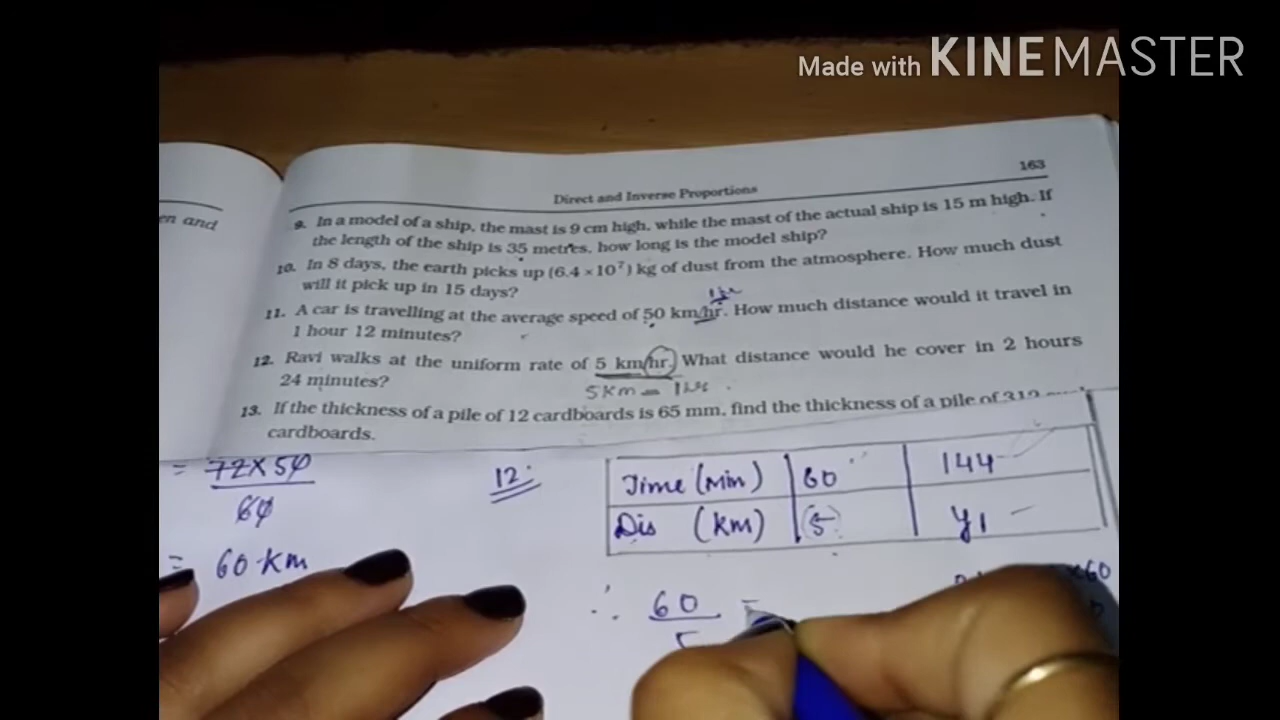 Made with KINEMASTER
163
Direct and Inverse Proportions
en and
9. In a model of a ship, the mast is 9 cm high, while the mast of the actual ship is 15 m high. If
the length of the ship is 35 metres, how long is the model ship?
10. In 8 days, the earth picks up (6.4 × 10⁷) kg of dust from the atmosphere. How much dust
will it pick up in 15 days?
1hr
11. A car is travelling at the average speed of 50 km/hr. How much distance would it travel in
1 hour 12 minutes?
12. Ravi walks at the uniform rate of 5 km/hr. What distance would he cover in 2 hours
24 minutes?
5km = 1hr
13. If the thickness of a pile of 12 cardboards is 65 mm, find the thickness of a pile of 312
cardboards.
= 72 x 50
60
= 60 km
12.
Time (Min) 60 144
Dis (Km) (5) y1
∴ 60 =
5
x60